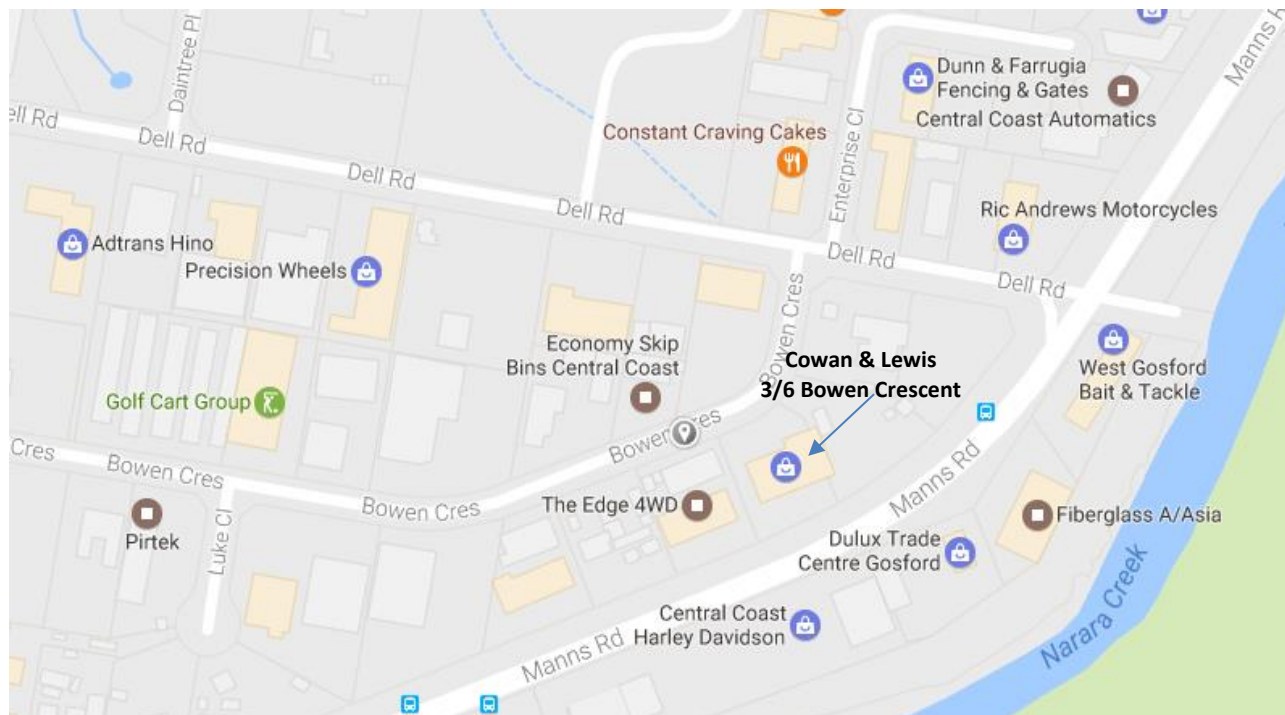 Manns R
Daintree Pl
Dunn & Farrugia
Fencing & Gates
Central Coast Automatics
ell Rd
Dell Rd
Constant Craving Cakes
Enterprise Cl
Dell Rd
Dell Rd
Ric Andrews Motorcycles
Adtrans Hino
Precision Wheels
Dell Rd
Dell Rd
Bowen Cres
Economy Skip
Bins Central Coast
Cowan & Lewis
3/6 Bowen Crescent
West Gosford
Bait & Tackle
Golf Cart Group
Bowen Cres
Cres
Bowen Cres
Bowen Cres
The Edge 4WD
Manns Rd
Fiberglass A/Asia
Pirtek
Luke Cl
Dulux Trade
Centre Gosford
Central Coast
Harley Davidson
Manns Rd
Narara Creek